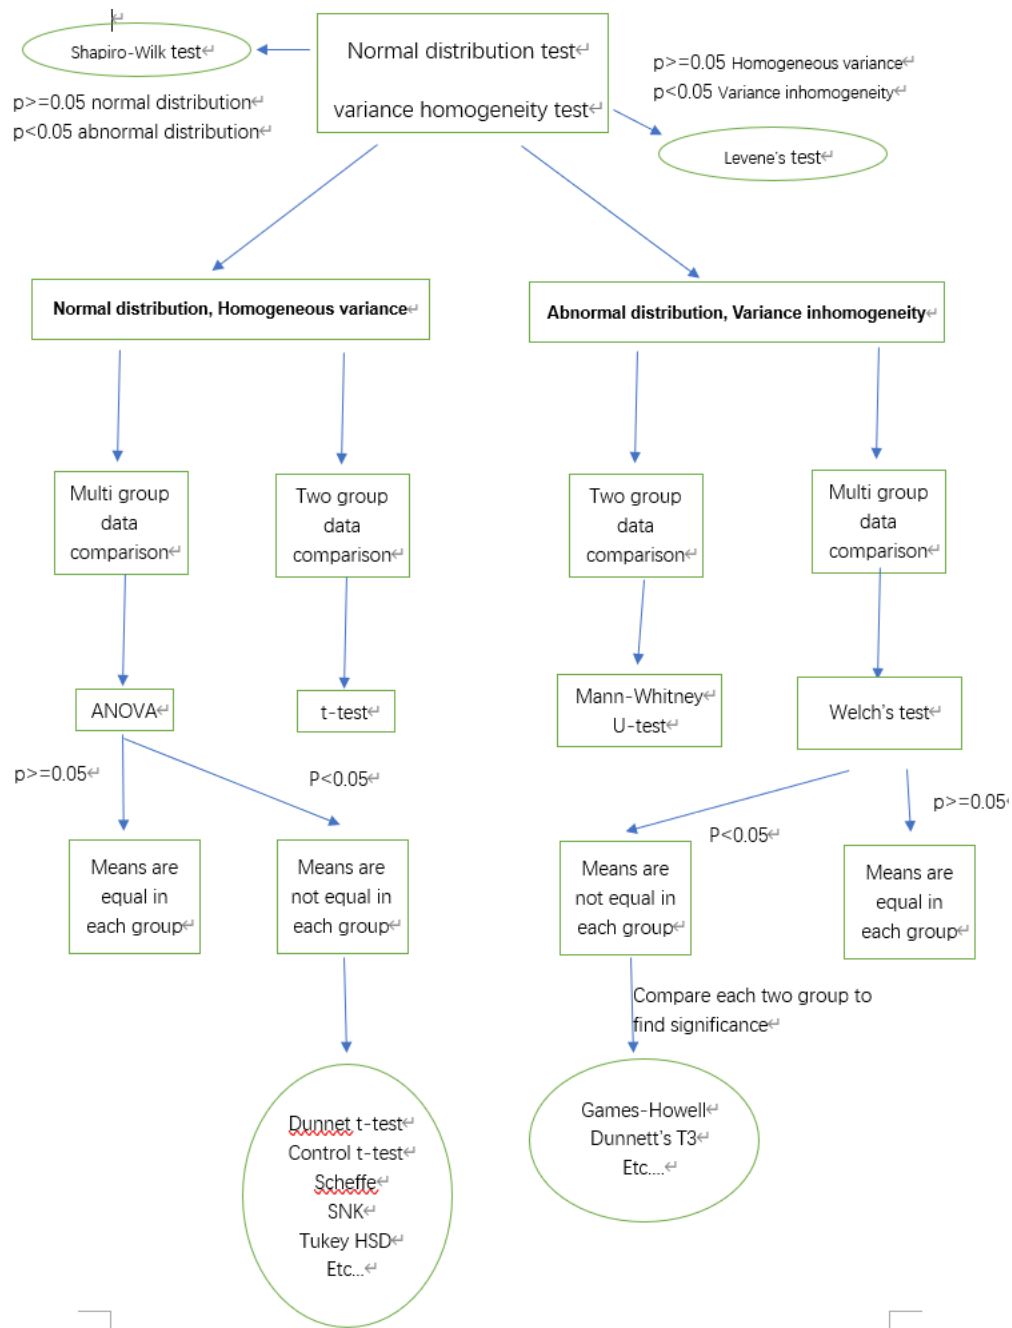 Shapiro-Wilk test↵
Normal distribution test↵
variance homogeneity test↵
p>=0.05 normal distribution↵
p<0.05 abnormal distribution↵
p>=0.05 Homogeneous variance↵
p<0.05 Variance inhomogeneity↵
Levene's test↵
Normal distribution, Homogeneous variance↵
Abnormal distribution, Variance inhomogeneity↵
Multi group
data
comparison↵
Two group
data
comparison↵
Two group
data
comparison↵
Multi group
data
comparison↵
ANOVA↵
t-test↵
Mann-Whitney↵
U-test↵
Welch's test↵
p>=0.05↵
P<0.05↵
P<0.05↵
p>=0.05
Means are
equal in
each group↵
Means are
not equal in
each group↵
Means are
not equal in
each group↵
Means are
equal in
each group↵
Compare each two group to
find significance↵
Dunnet t-test↵
Control t-test↵
Scheffe↵
SNK↵
Tukey HSD↵
Etc...↵
Games-Howell↵
Dunnett's T3↵
Etc....↵